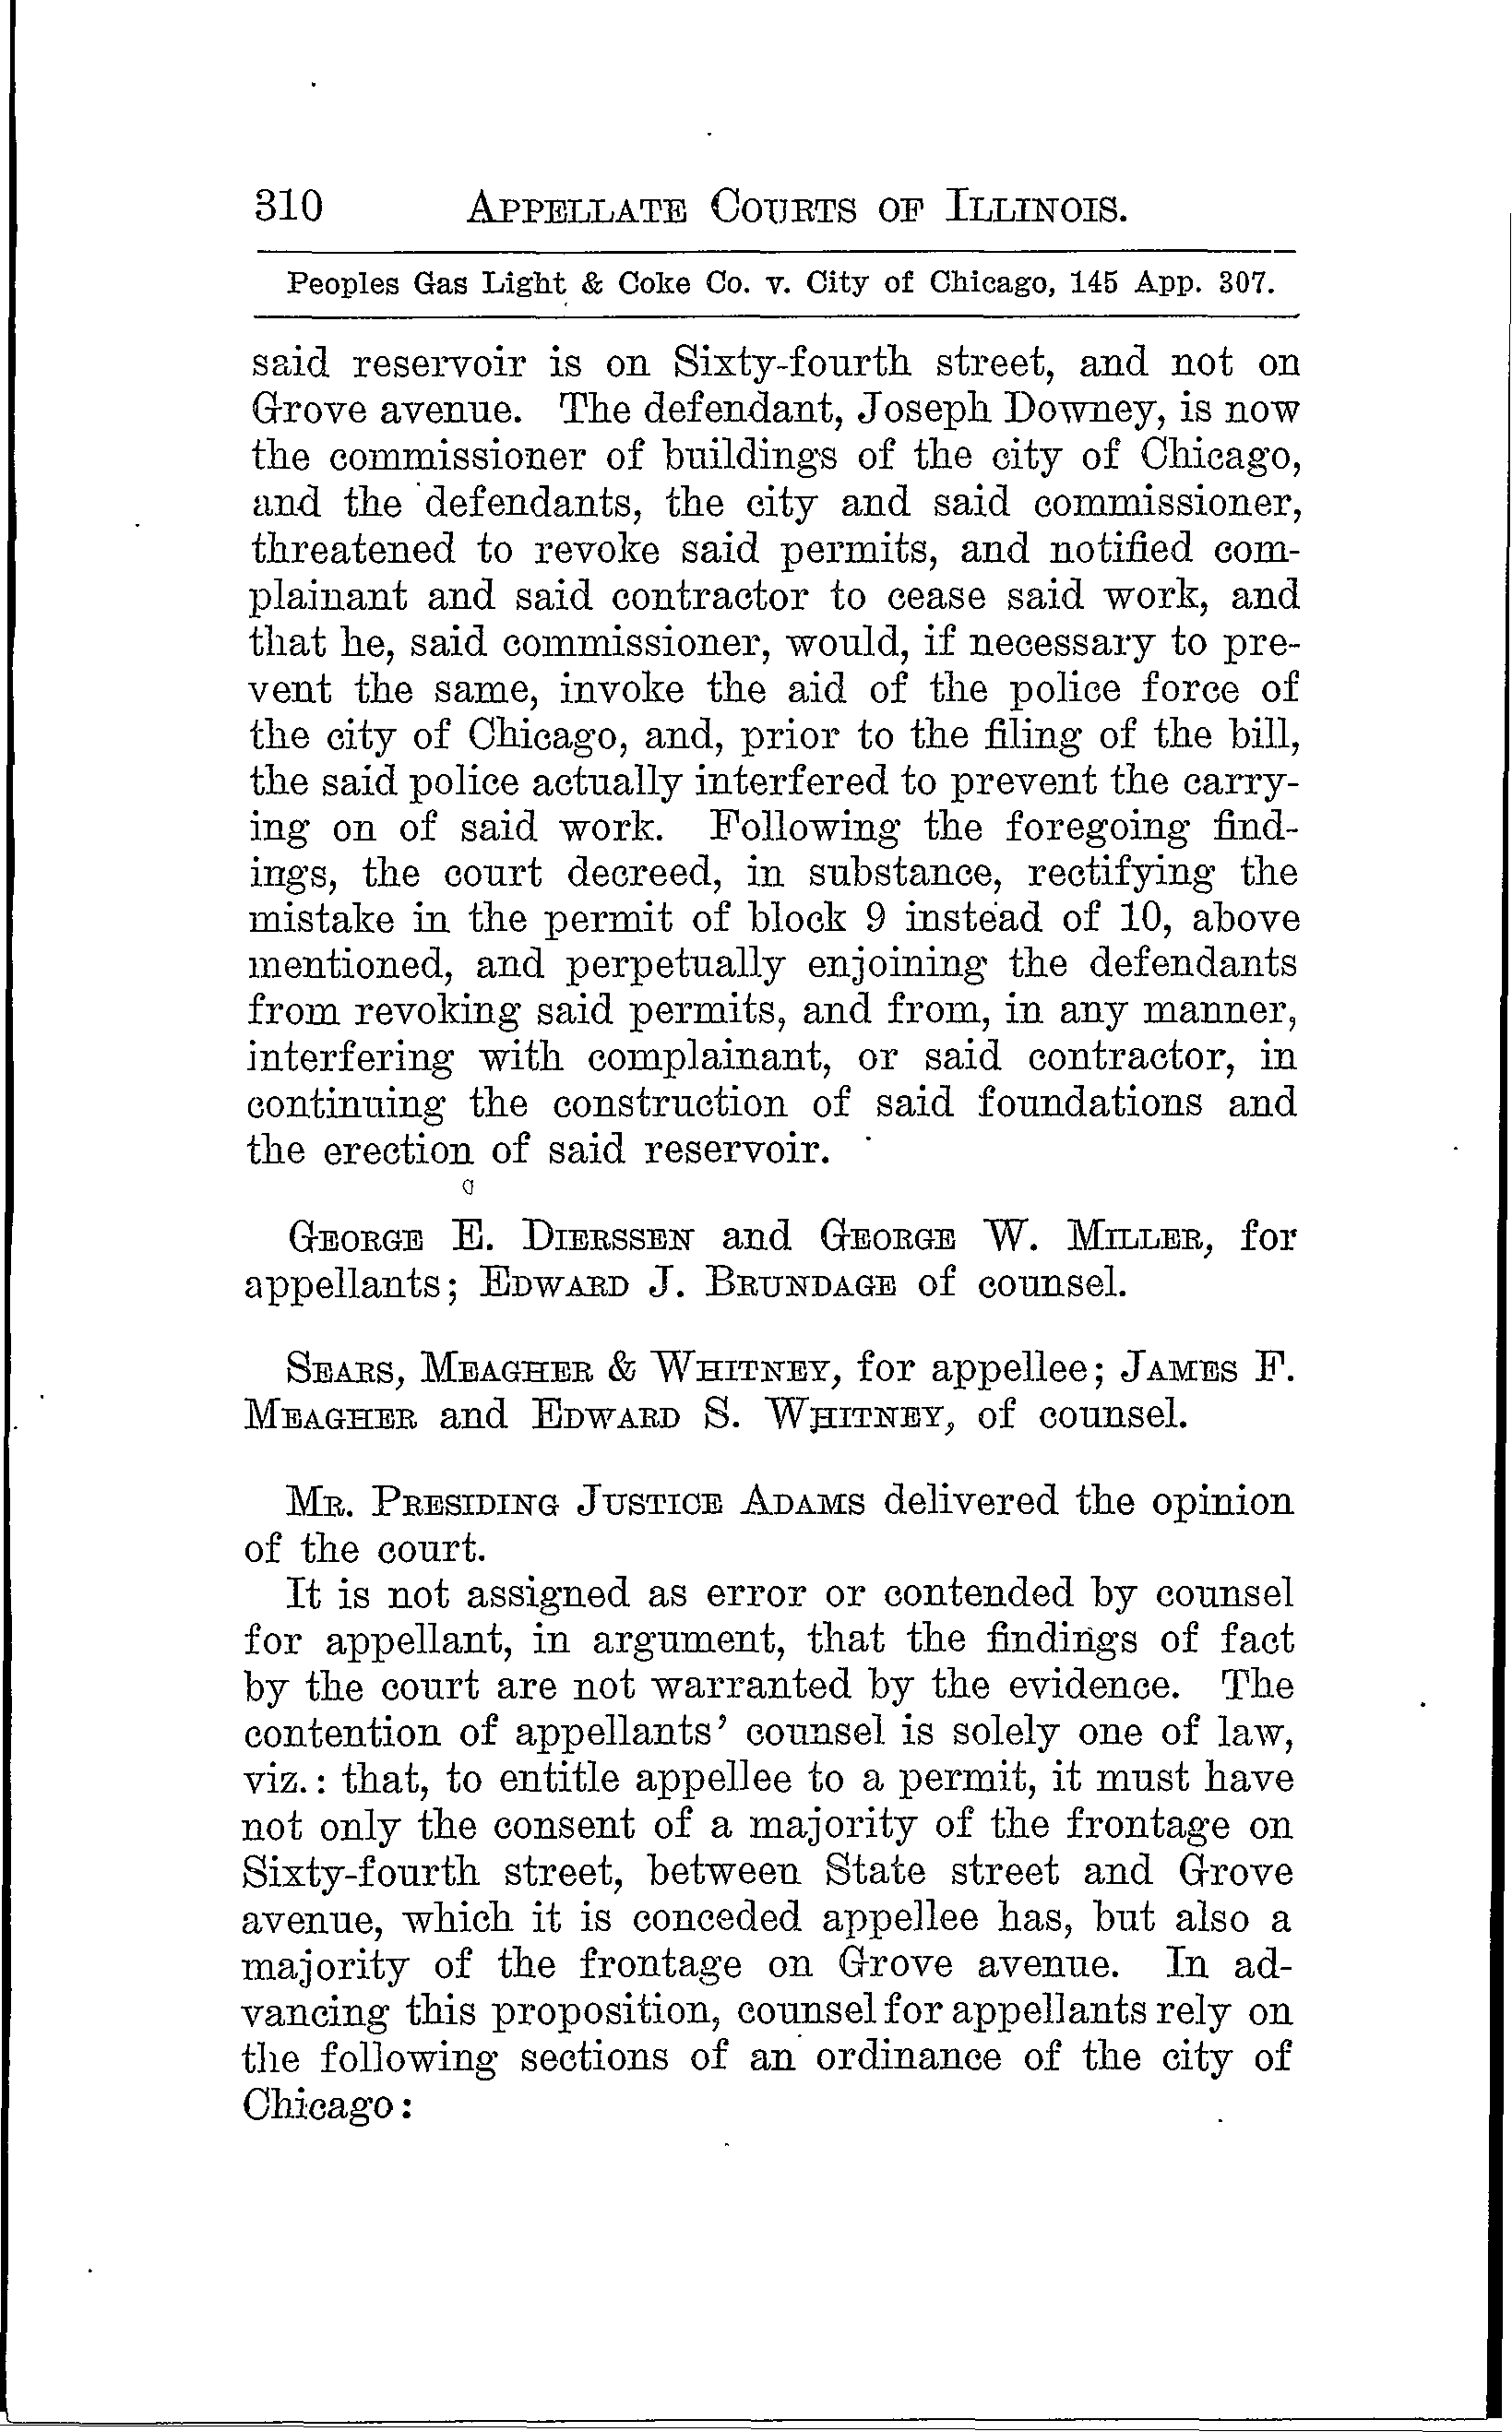 310 APPELLATE COURTS OF ILLINOIS.
Peoples Gas Light & Coke Co. v. City of Chicago, 145 App. 307.
said reservoir is on Sixty-fourth street, and not on
Grove avenue. The defendant, Joseph Downey, is now
the commissioner of buildings of the city of Chicago,
and the defendants, the city and said commissioner,
threatened to revoke said permits, and notified com-
plainant and said contractor to cease said work, and
that he, said commissioner, would, if necessary to pre-
vent the same, invoke the aid of the police force of
the city of Chicago, and, prior to the filing of the bill,
the said police actually interfered to prevent the carry-
ing on of said work. Following the foregoing find-
ings, the court decreed, in substance, rectifying the
mistake in the permit of block 9 instead of 10, above
mentioned, and perpetually enjoining the defendants
from revoking said permits, and from, in any manner,
interfering with complainant, or said contractor, in
continuing the construction of said foundations and
the erection of said reservoir.
GEORGE E. DIERSSEN and GEORGE W. MILLER, for
appellants; EDWARD J. BRUNDAGE of counsel.
SEARS, MEAGHER & WHITNEY, for appellee; JAMES F.
MEAGHER and EDWARD S. WHITNEY, of counsel.
MR. PRESIDING JUSTICE ADAMS delivered the opinion
of the court.
It is not assigned as error or contended by counsel
for appellant, in argument, that the findings of fact
by the court are not warranted by the evidence. The
contention of appellants' counsel is solely one of law,
viz.: that, to entitle appellee to a permit, it must have
not only the consent of a majority of the frontage on
Sixty-fourth street, between State street and Grove
avenue, which it is conceded appellee has, but also a
majority of the frontage on Grove avenue. In ad-
vancing this proposition, counsel for appellants rely on
the following sections of an ordinance of the city of
Chicago: